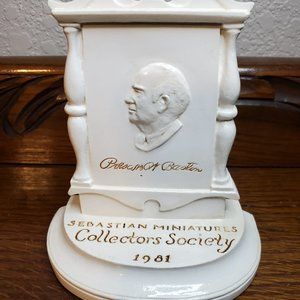 Prescott W. Baston
SEBASTIAN MINIATURES
Collectors Society
1981